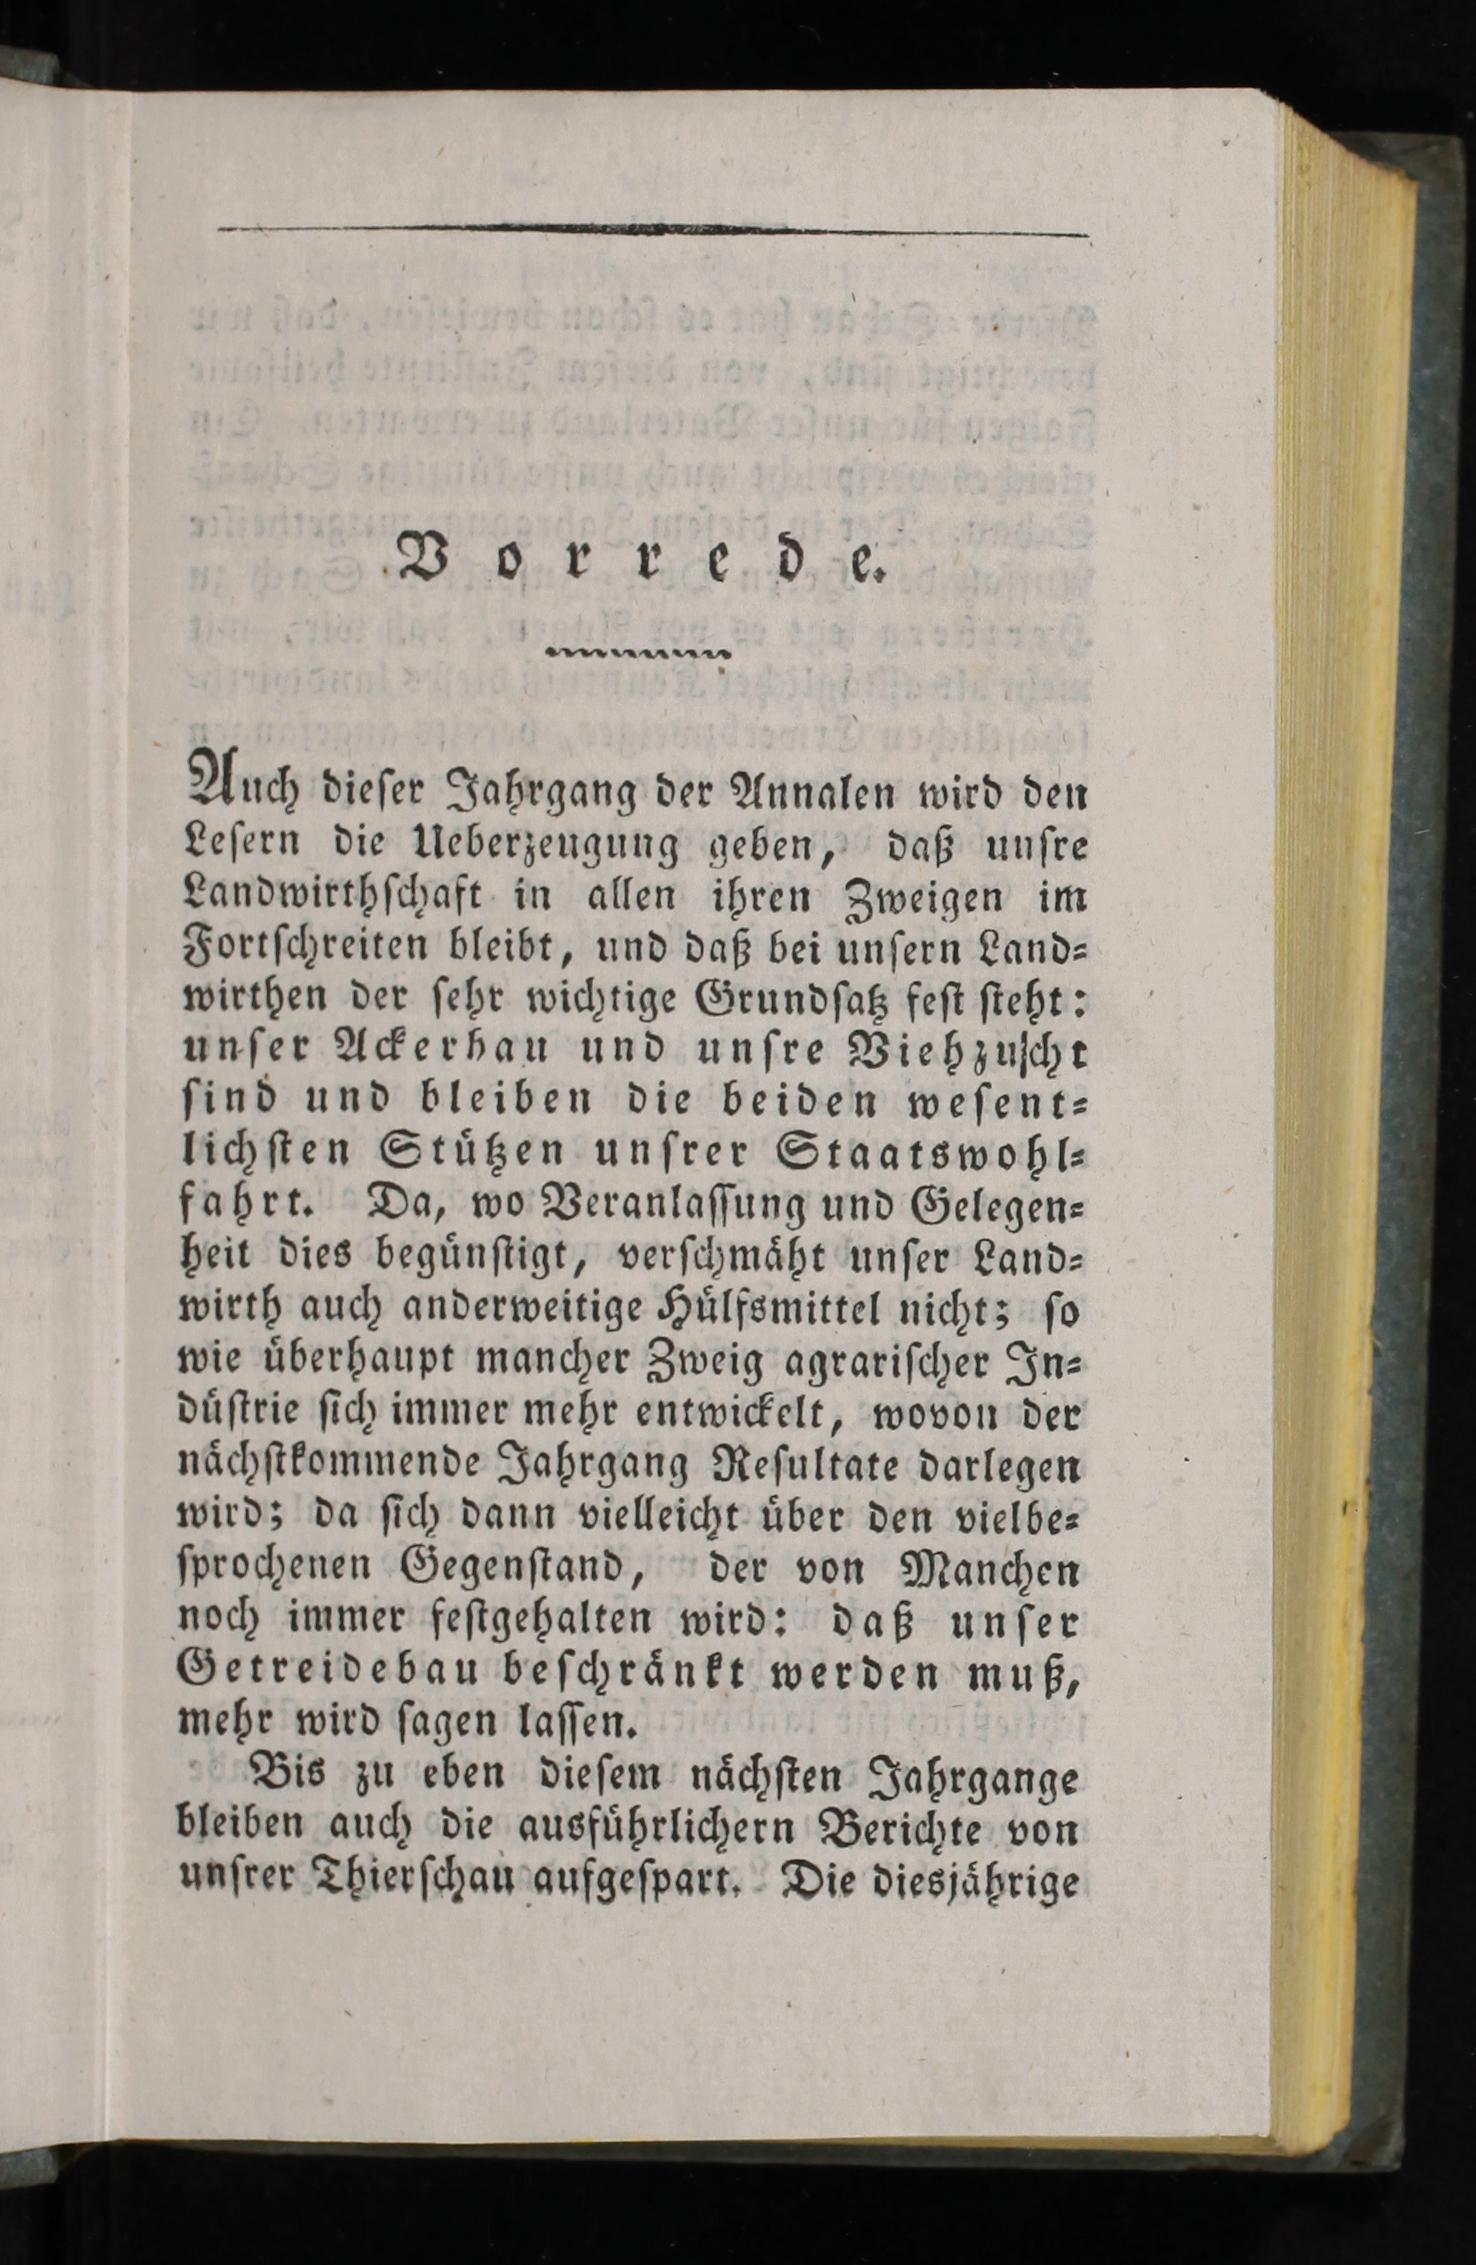 Vorrede.
Auch dieſer Jahrgang der Annalen wird den
Leſern die Ueberzeugung geben, daß unſre
Landwirthſchaft in allen ihren Zweigen im
Fortſchreiten bleibt, und daß bei unſern Land⸗
wirthen der ſehr wichtige Grundſatz feſt ſteht:
unſer Ackerbau und unſre Viehzucht
ſind und bleiben die beiden weſent⸗
lichſten Stützen unſrer Staatswohl⸗
fahrt. Da, wo Veranlaſſung und Gelegen⸗
heit dies begünſtigt, verſchmäht unſer Land⸗
wirth auch anderweitige Hülfsmittel nicht; ſo
wie überhaupt mancher Zweig agrariſcher In⸗
düſtrie ſich immer mehr entwickelt, wovon der
nächſtkommende Jahrgang Reſultate darlegen
wird; da ſich dann vielleicht über den vielbe⸗
ſprochenen Gegenſtand, der von Manchen
noch immer feſtgehalten wird: daß unſer
Getreidebau beſchränkt werden muß,
mehr wird ſagen laſſen.
Bis zu eben dieſem nächſten Jahrgange
bleiben auch die ausführlichern Berichte von
unſrer Thierſchau aufgeſpart. Die diesjährige